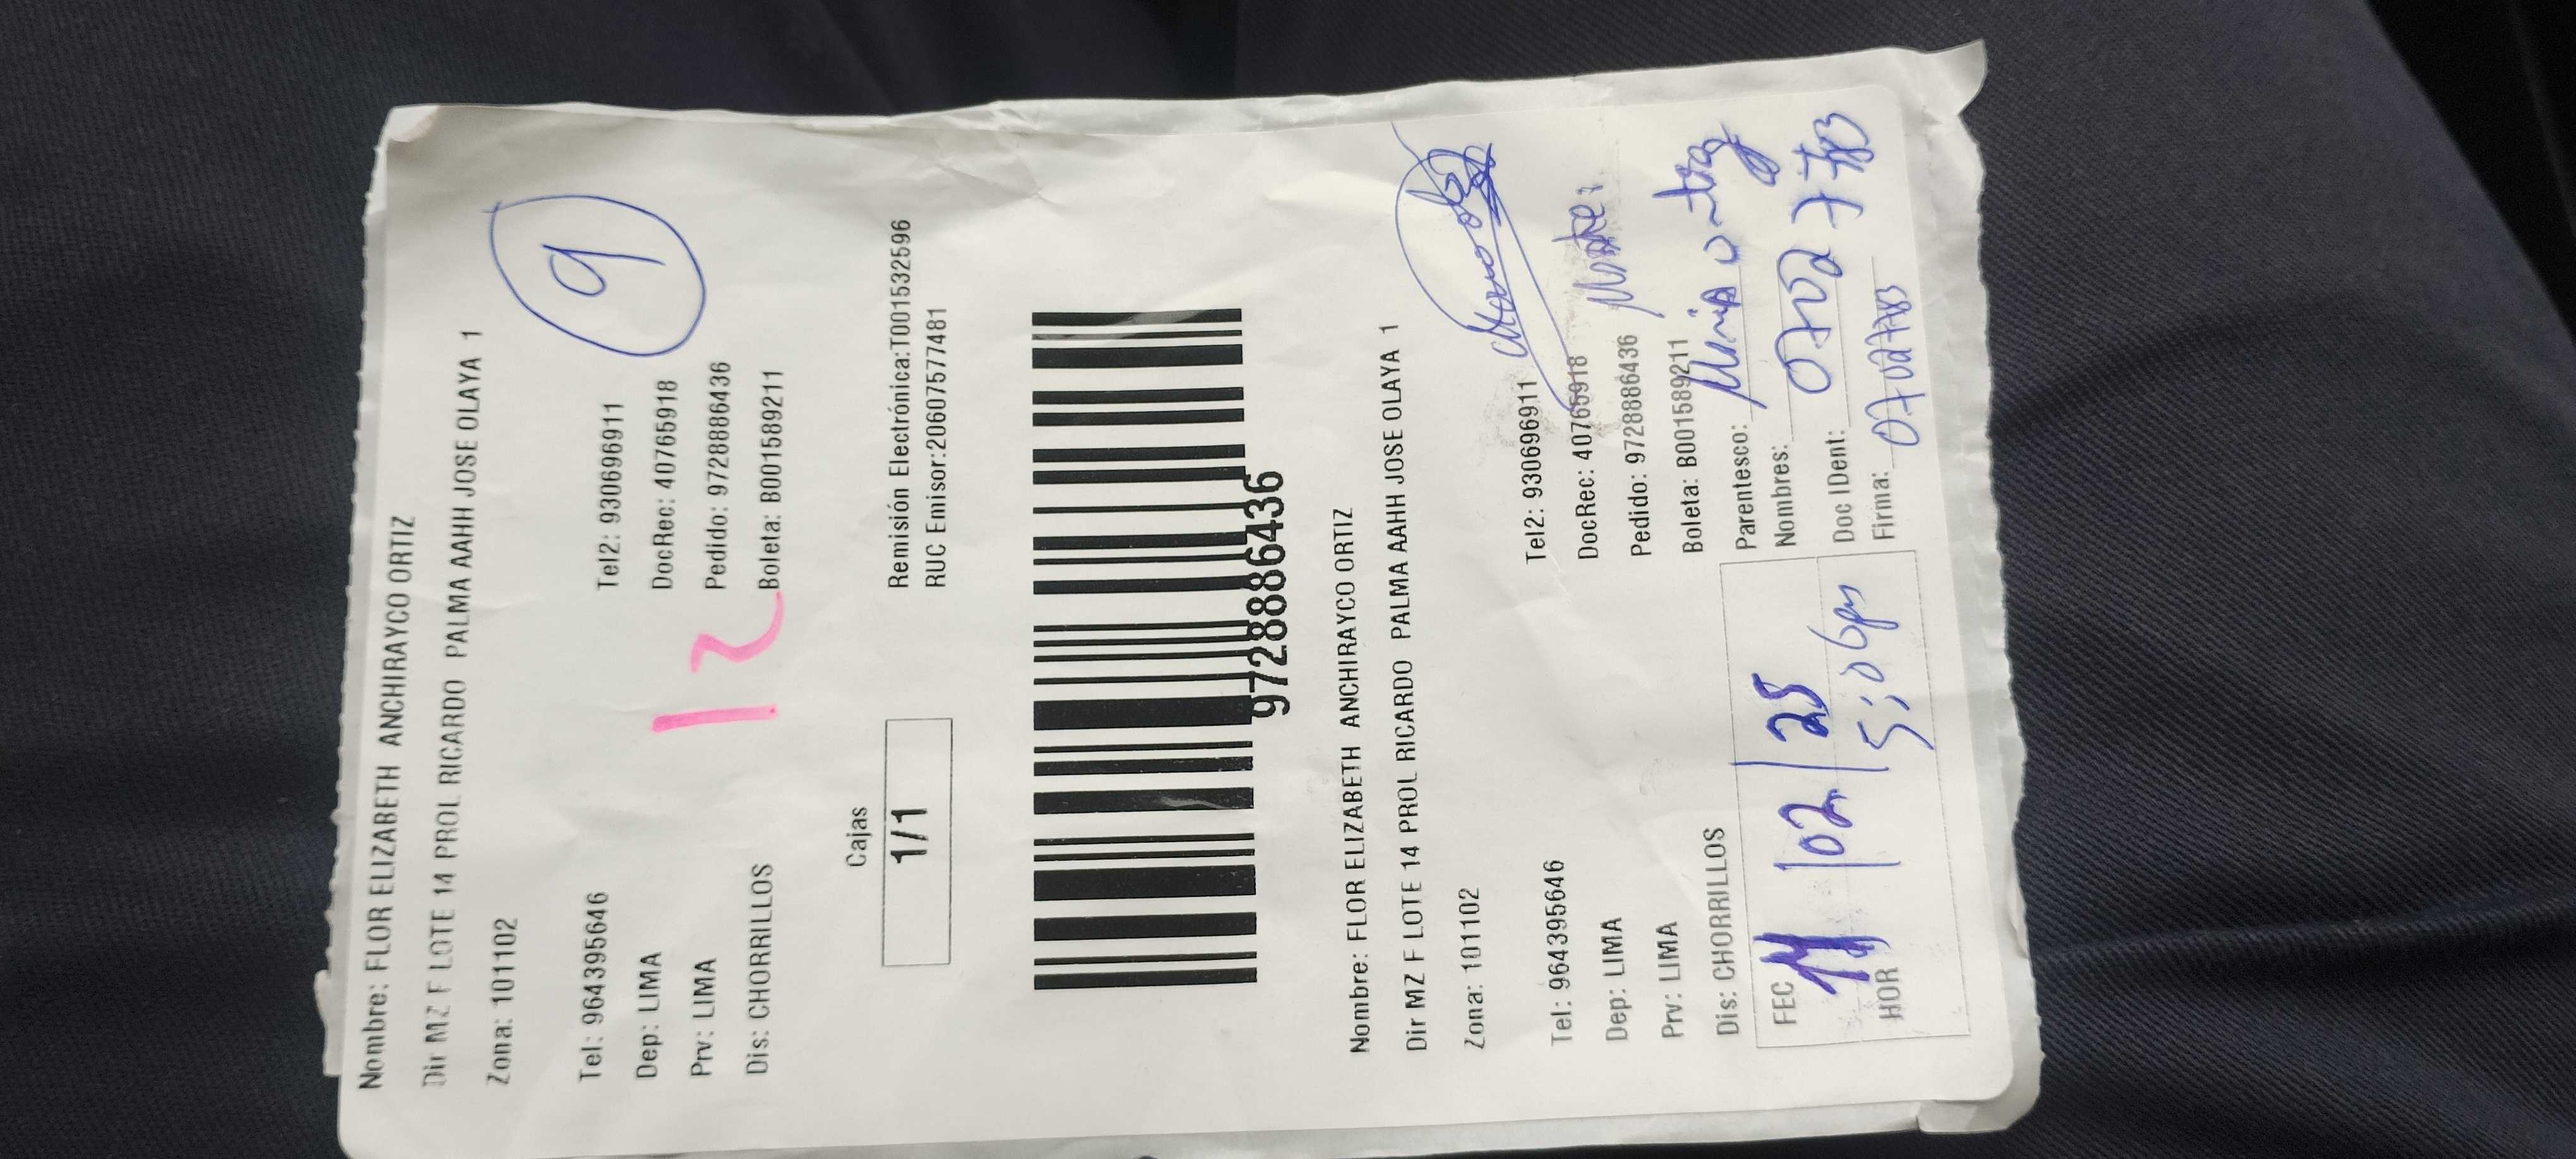 Nombre: FLOR ELIZABETH ANCHIRAYCO ORTIZ
Dir MZ F LOTE 14 PROL RICARDO PALMA AAHH JOSE OLAYA 1
Zona: 101102
9
Tel: 964395646 Tel2: 930696911
Dep: LIMA DocRec: 40765918
Prv: LIMA Pedido: 9728886436
Dis: CHORRILLOS Boleta: B001589211
12
Cajas
1/1
Remisión Electrónica:T001532596
RUC Emisor:20607577481
9728886436
Nombre: FLOR ELIZABETH ANCHIRAYCO ORTIZ
Dir MZ F LOTE 14 PROL RICARDO PALMA AAHH JOSE OLAYA 1
Zona: 101102
Tel: 964395646 Tel2: 930696911
Dep: LIMA DocRec: 40765918
Prv: LIMA Pedido: 9728886436
Dis: CHORRILLOS Boleta: B001589211
FEC 11/02/25
HOR 5:06pm
Parentesco:
Nombres:
Doc IDent:
Firma: